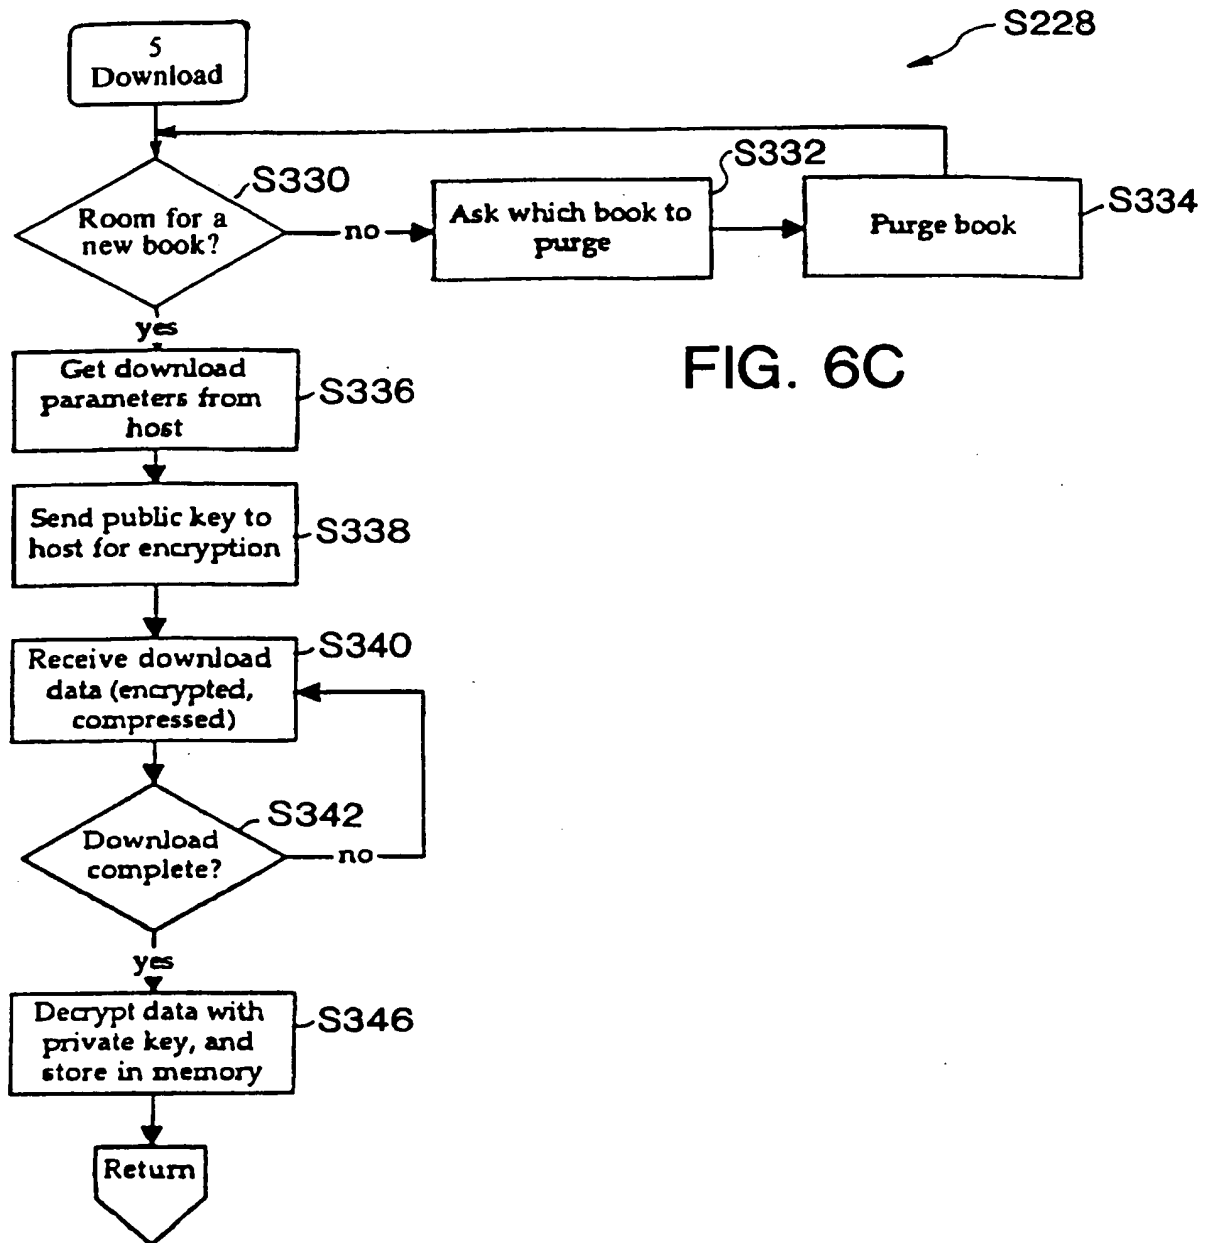 S228
5
Download
S330
Room for a
new book?
no
S332
Ask which book to
purge
S334
Purge book
yes
FIG. 6C
Get download
parameters from
host
S336
Send public key to
host for encryption
S338
S340
Receive download
data (encrypted,
compressed)
S342
Download
complete?
no
yes
Decrypt data with
private key, and
store in memory
S346
Return